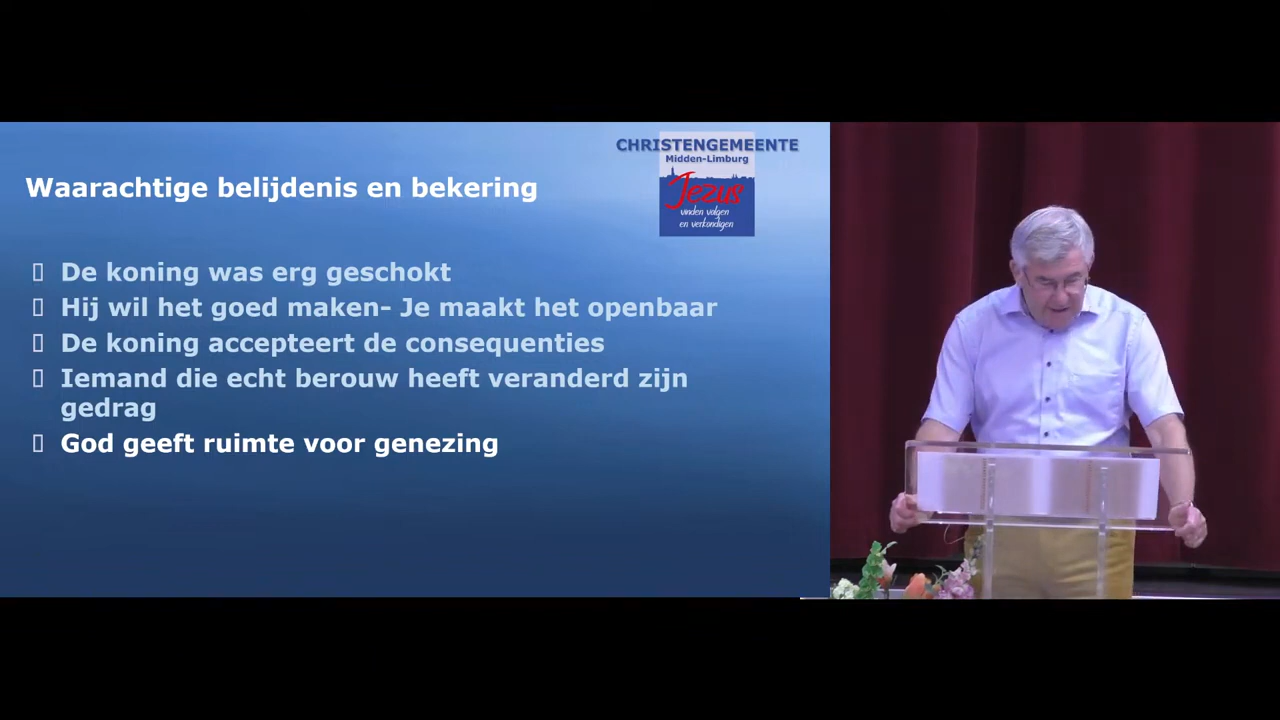 CHRISTENGEMEENTE
Midden-Limburg
Jezus
vinden volgen
en verkondigen
Waarachtige belijdenis en bekering
De koning was erg geschokt
Hij wil het goed maken- Je maakt het openbaar
De koning accepteert de consequenties
Iemand die echt berouw heeft veranderd zijn
gedrag
God geeft ruimte voor genezing